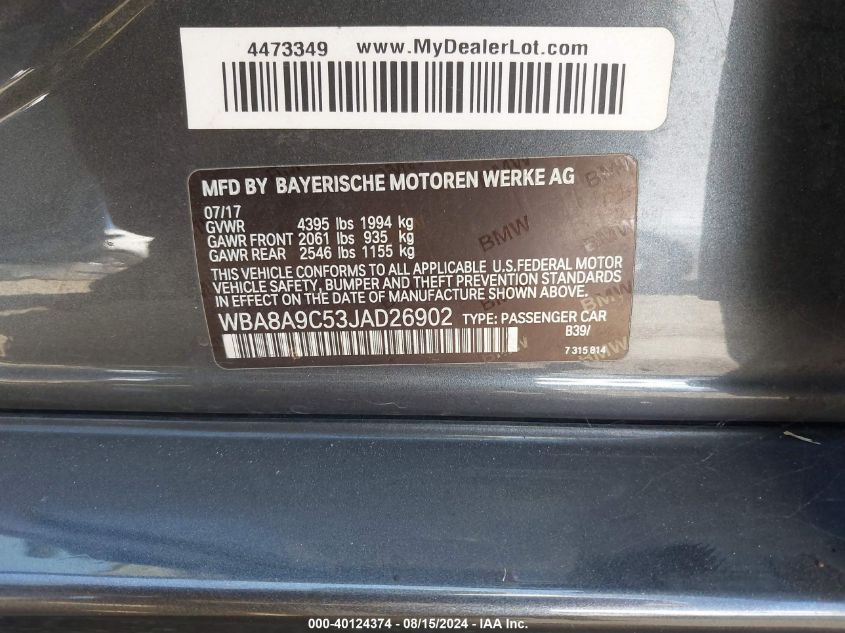 4473349 www.MyDealerLot.com
MFD BY BAYERISCHE MOTOREN WERKE AG
07/17
GVWR 4395 lbs 1994 kg
GAWR FRONT 2061 lbs 935 kg
GAWR REAR 2546 lbs 1155 kg
THIS VEHICLE CONFORMS TO ALL APPLICABLE U.S.FEDERAL MOTOR
VEHICLE SAFETY, BUMPER AND THEFT PREVENTION STANDARDS
IN EFFECT ON THE DATE OF MANUFACTURE SHOWN ABOVE.
WBA8A9C53JAD26902 TYPE: PASSENGER CAR
B39/
7 315 814
BMW
000-40124374 - 08/15/2024 - IAAI.com